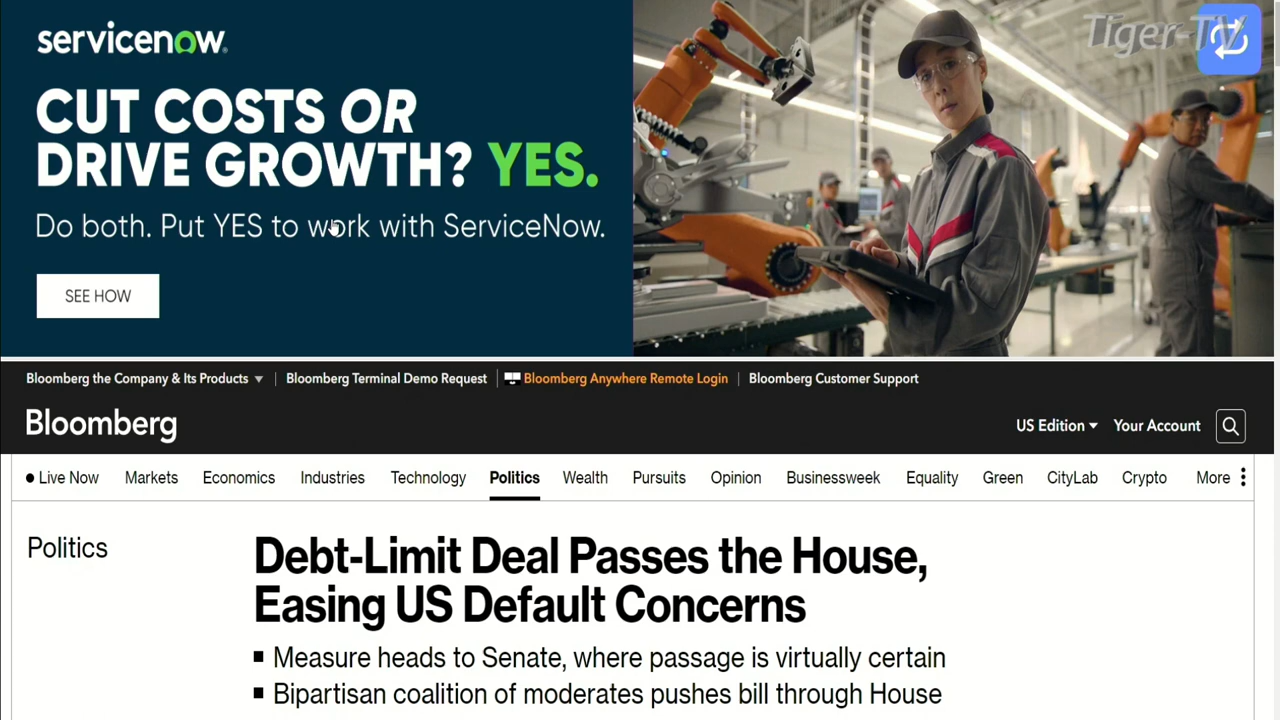 servicenow
CUT COSTS OR
DRIVE GROWTH? YES.
Do both. Put YES to work with ServiceNow.
SEE HOW
Tiger-TV
Bloomberg the Company & Its Products
Bloomberg Terminal Demo Request
Bloomberg Anywhere Remote Login
Bloomberg Customer Support
Bloomberg
US Edition
Your Account
Live Now Markets Economics Industries Technology Politics Wealth Pursuits Opinion Businessweek Equality Green CityLab Crypto More
Politics
Debt-Limit Deal Passes the House,
Easing US Default Concerns
Measure heads to Senate, where passage is virtually certain
Bipartisan coalition of moderates pushes bill through House